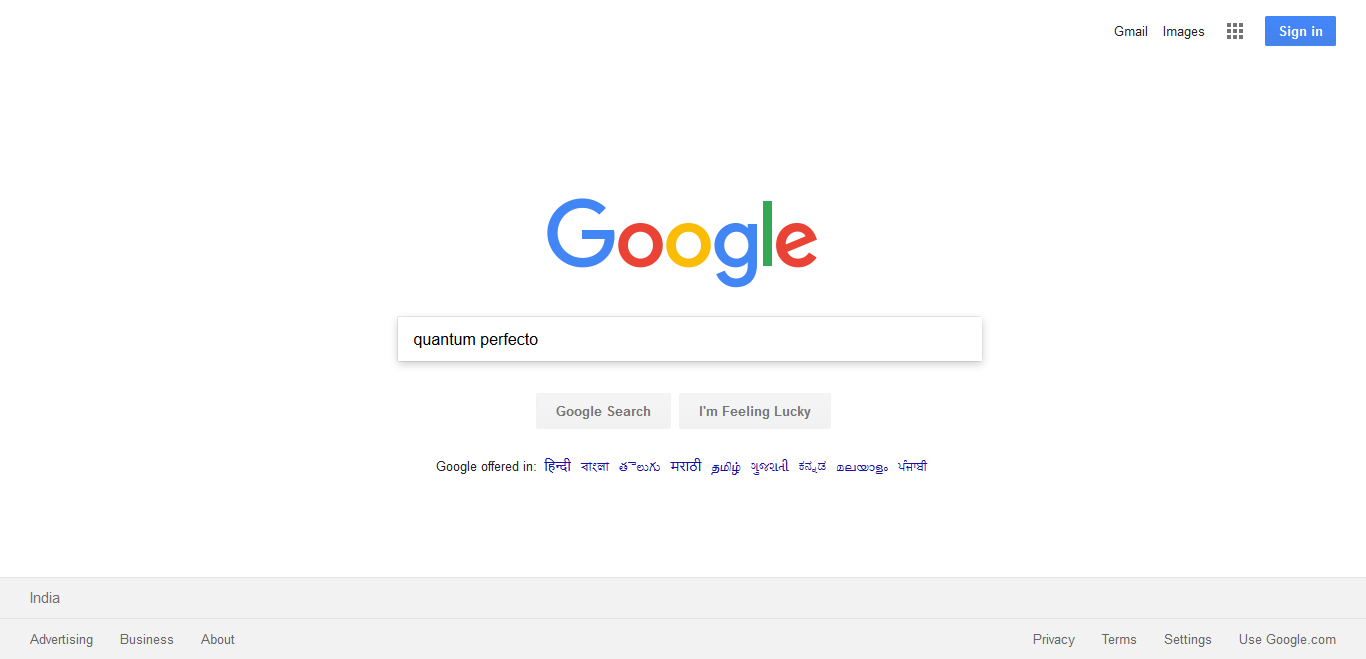 Gmail Images Sign in
Google
quantum perfecto
Google Search I'm Feeling Lucky
Google offered in: हिन्दी বাংলা తెలుగు मराठी தமிழ் ગુજરાતી ಕನ್ನಡ മലയാളം ਪੰਜਾਬੀ
India
Advertising Business About Privacy Terms Settings Use Google.com